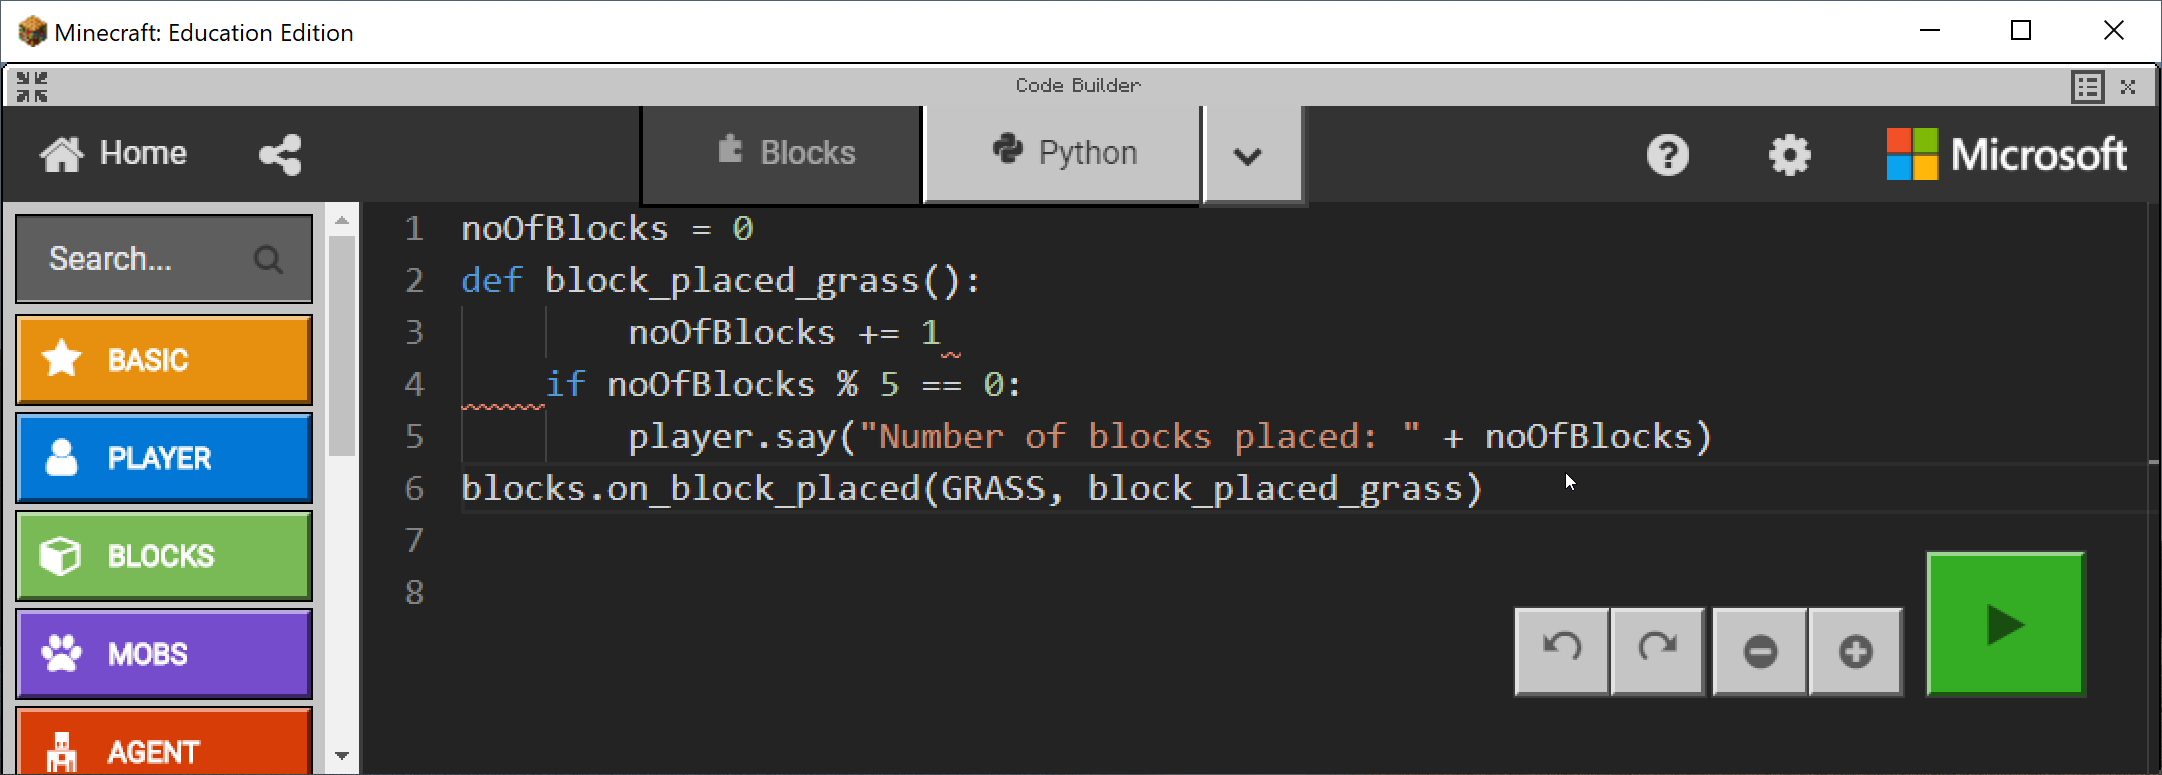 Minecraft: Education Edition
Code Builder
Home
Blocks
Python
Microsoft
Search...
BASIC
PLAYER
BLOCKS
MOBS
AGENT
1 noOfBlocks = 0
2 def block_placed_grass():
3         noOfBlocks += 1
4     if noOfBlocks % 5 == 0:
5         player.say("Number of blocks placed: " + noOfBlocks)
6 blocks.on_block_placed(GRASS, block_placed_grass)
7
8